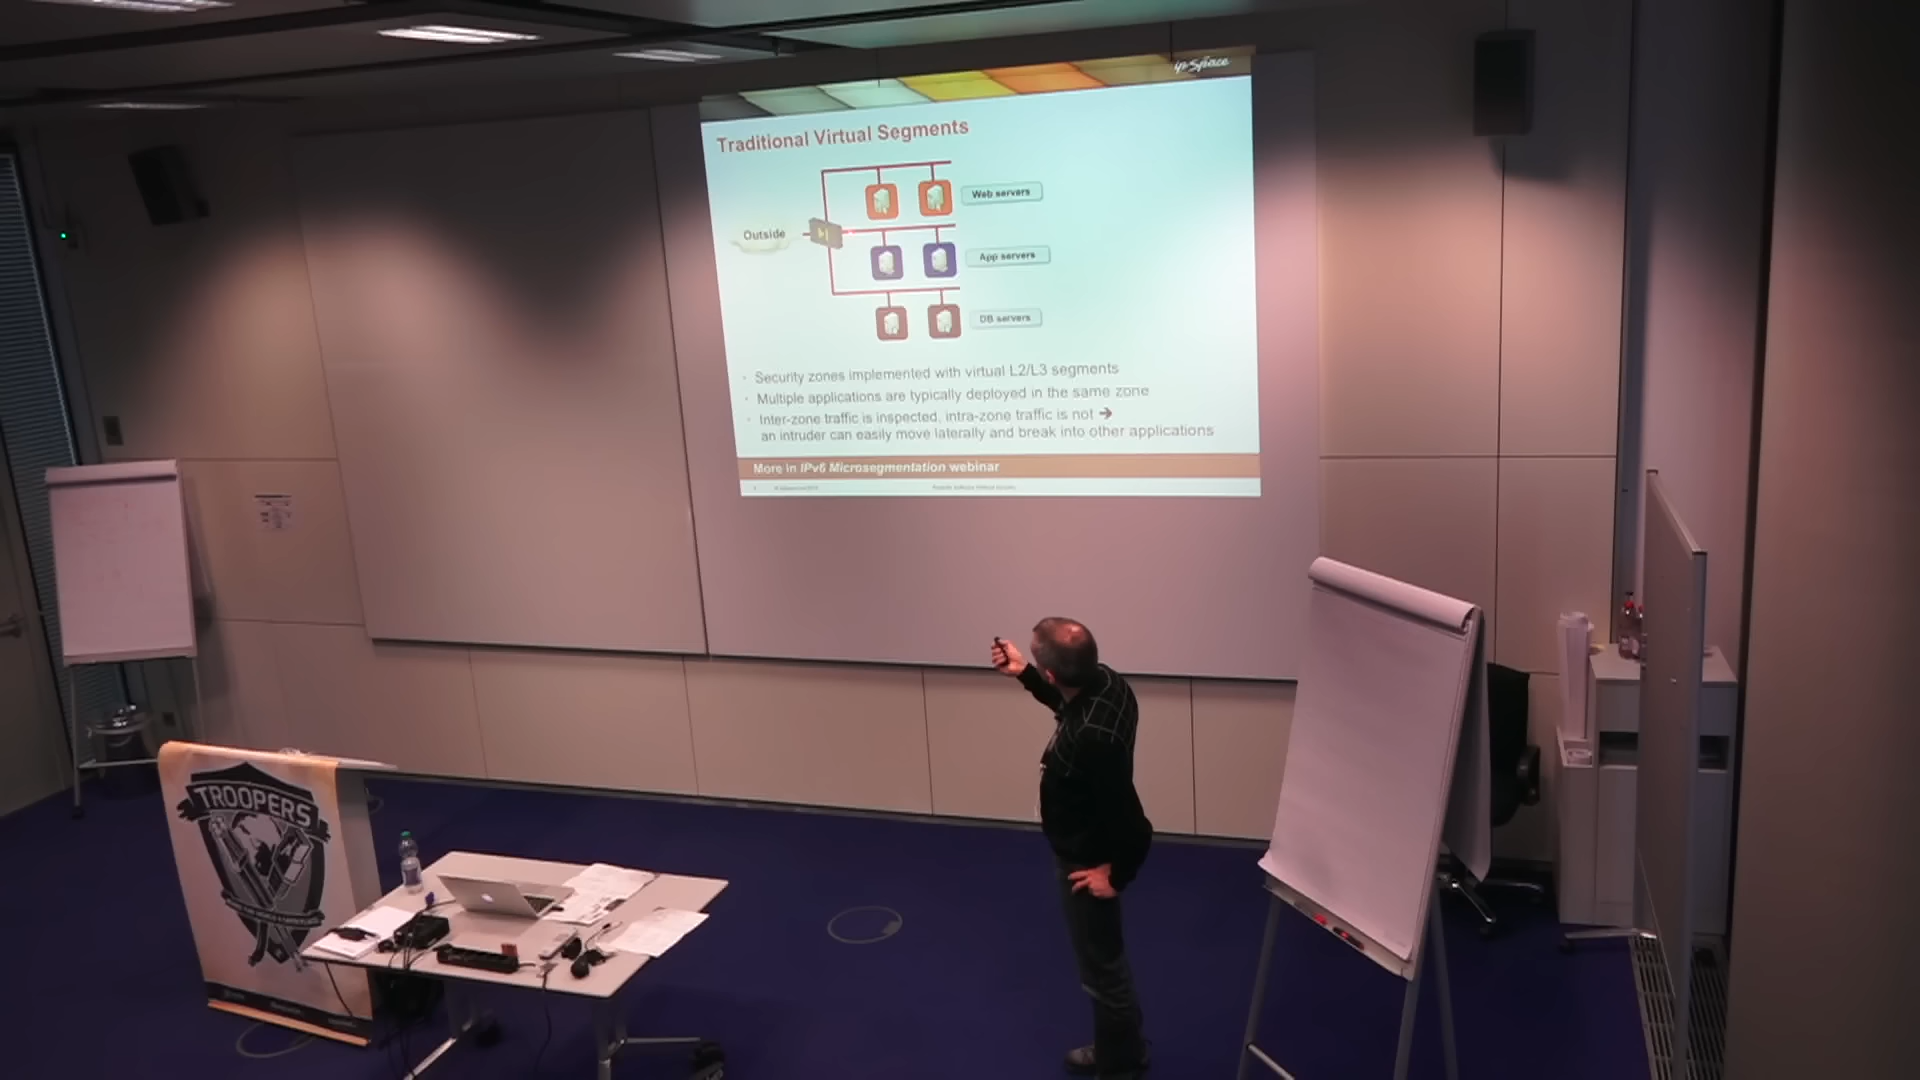 ipSpace
Traditional Virtual Segments
Web servers
Outside
App servers
DB servers
• Security zones implemented with virtual L2/L3 segments
• Multiple applications are typically deployed in the same zone
• Inter-zone traffic is inspected, intra-zone traffic is not ➔
an intruder can easily move laterally and break into other applications
More in IPv6 Microsegmentation webinar
TROOPERS